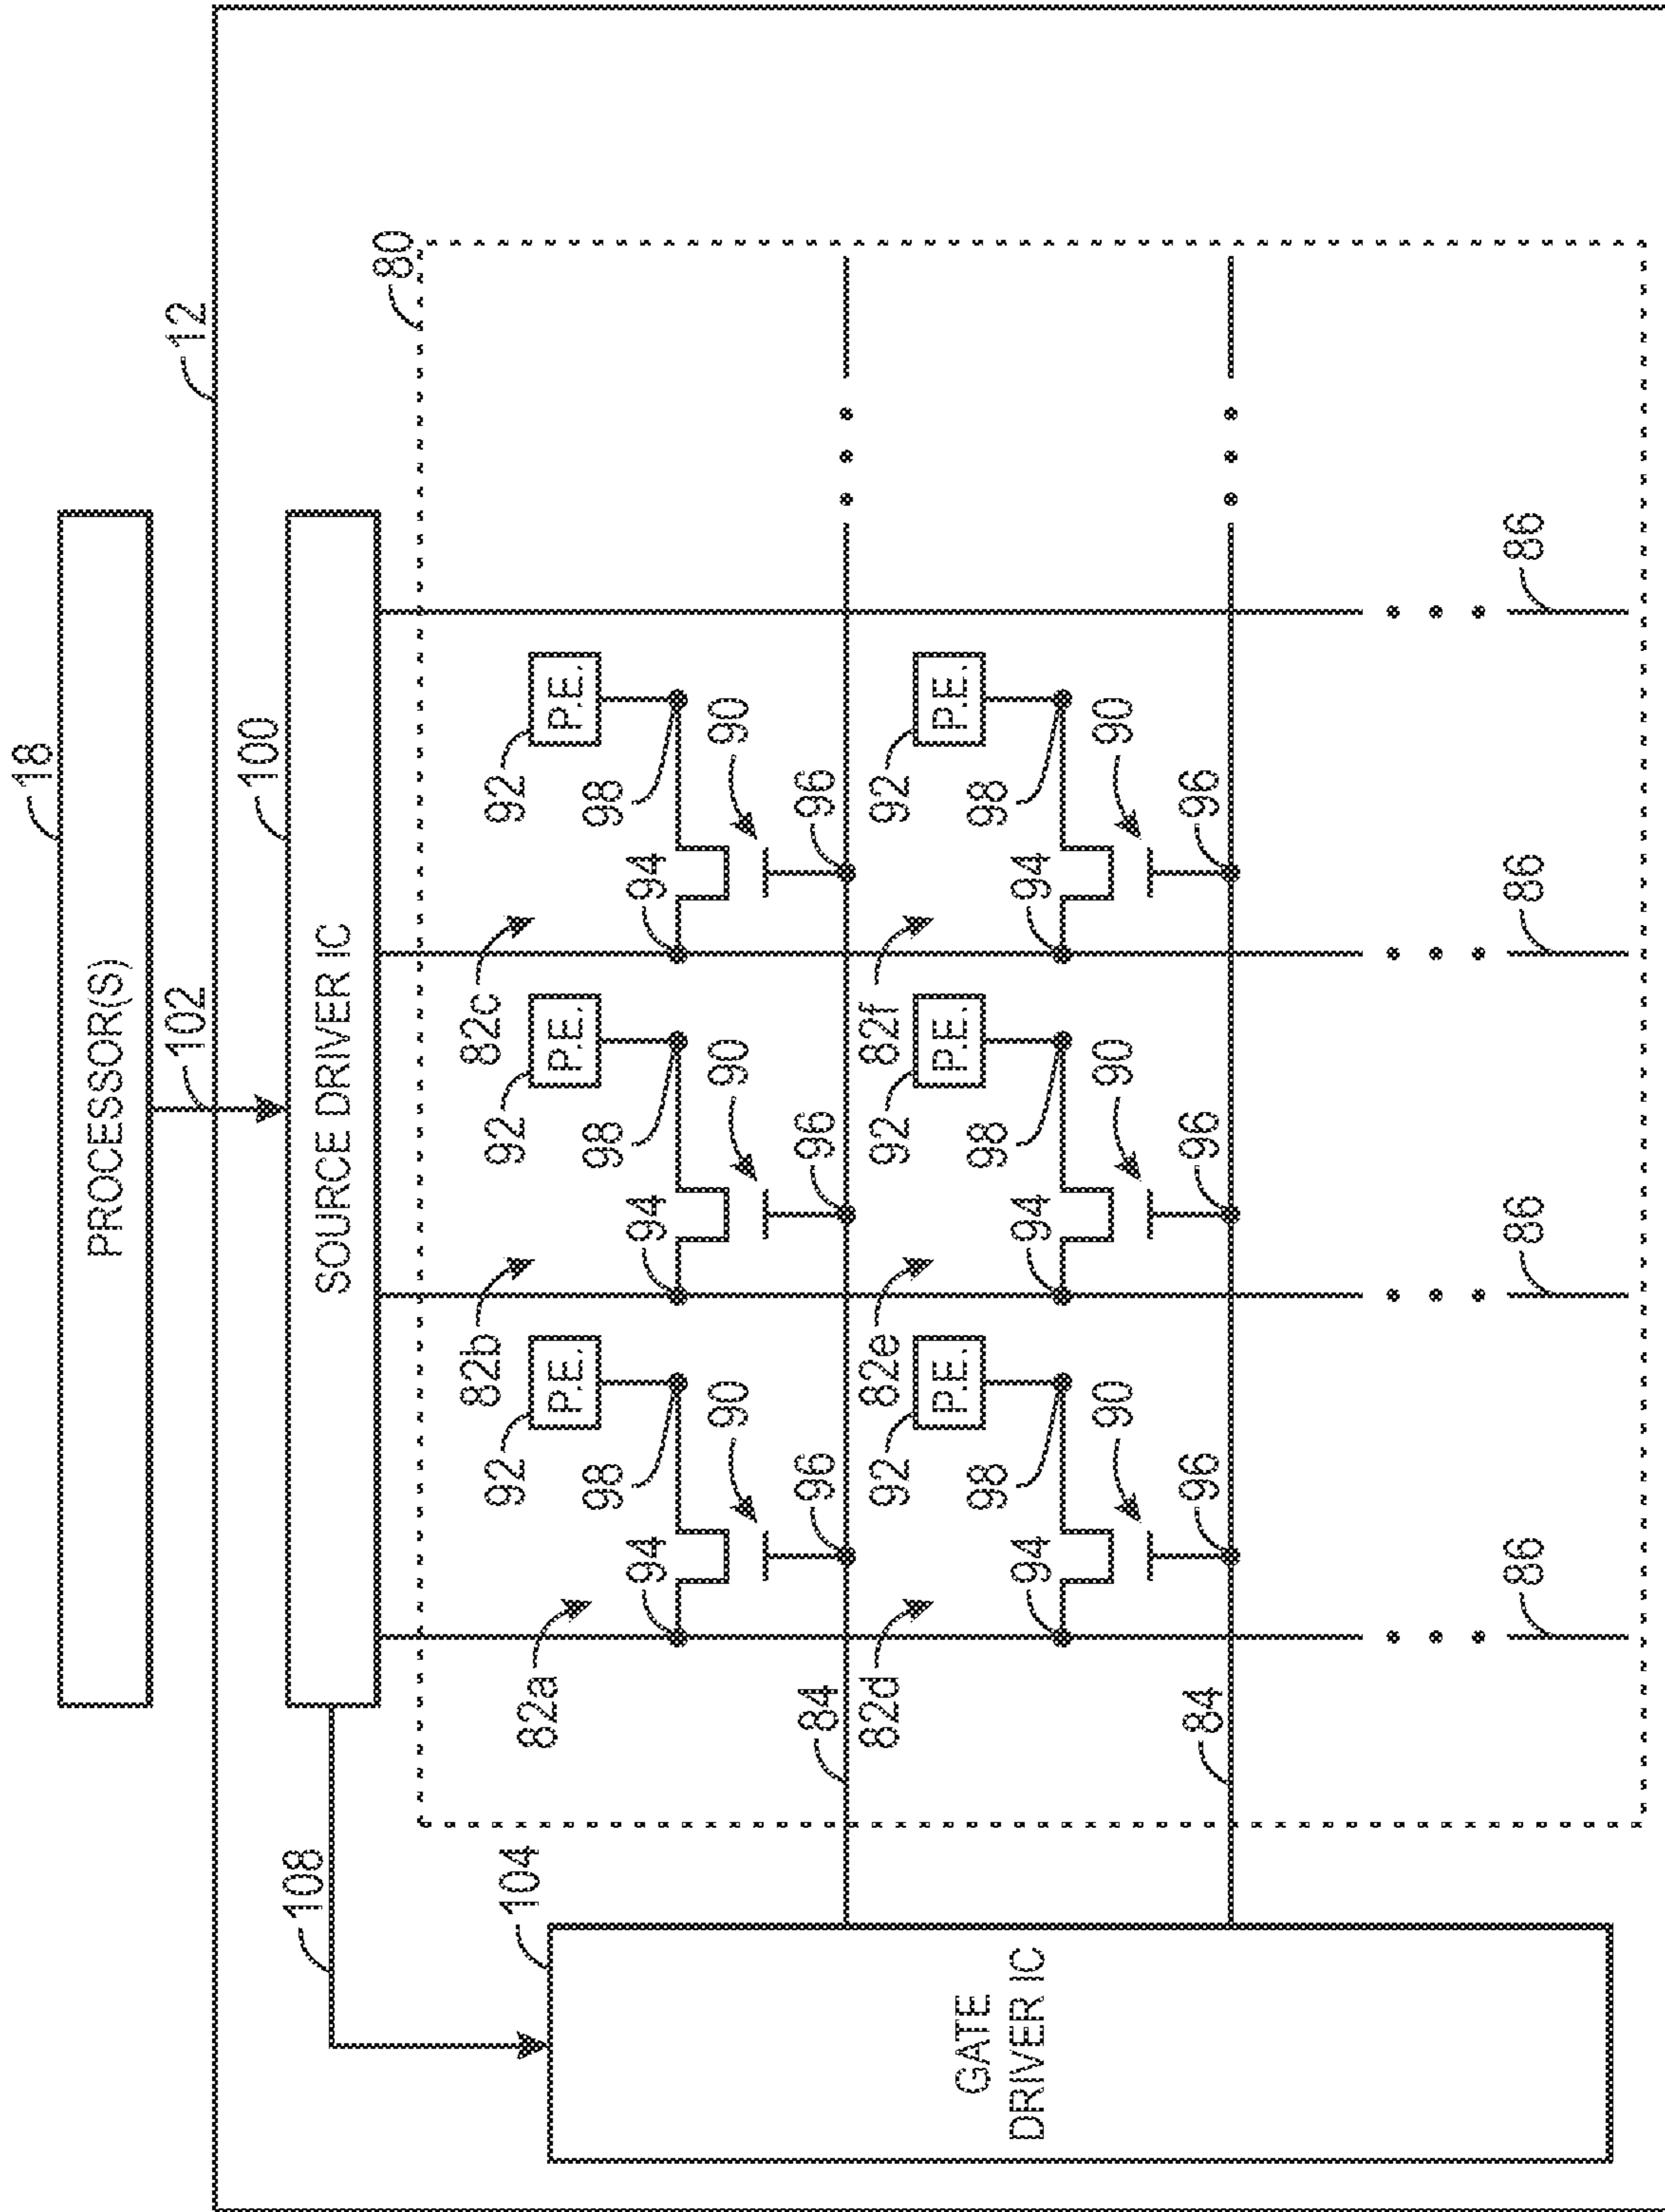 18
PROCESSOR(S)
12
102
100
SOURCE DRIVER IC
108
80
104
GATE
DRIVER IC
82a
92
P.E.
82b
92
P.E.
82c
92
P.E.
94
98
94
98
94
98
90
90
90
84
96
96
96
82d
92
P.E.
82e
92
P.E.
82f
92
P.E.
94
98
94
98
94
98
90
90
90
84
96
96
96
86
86
86
86